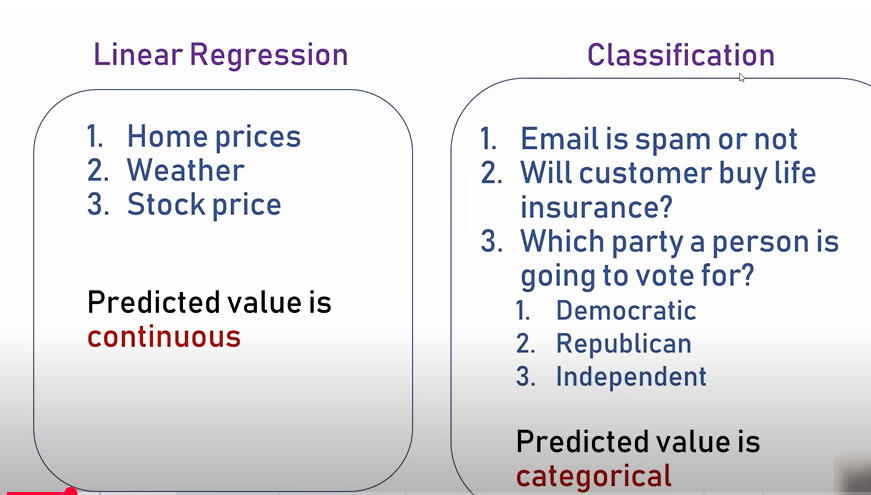 Linear Regression
1. Home prices
2. Weather
3. Stock price
Predicted value is
continuous
Classification
1. Email is spam or not
2. Will customer buy life
insurance?
3. Which party a person is
going to vote for?
1. Democratic
2. Republican
3. Independent
Predicted value is
categorical